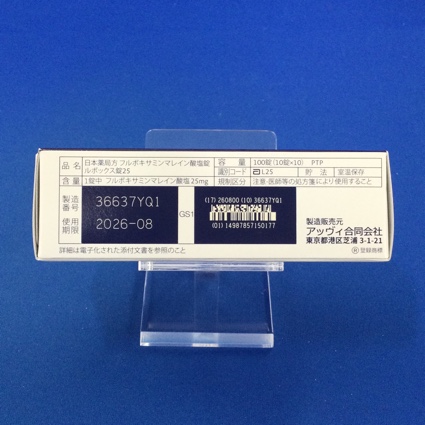 品名 日本薬局方 フルボキサミンマレイン酸塩錠
ルボックス錠25
容量 100錠(10錠×10) PTP
識別コード L25 貯法 室温保存
含量 1錠中 フルボキサミンマレイン酸塩 25mg
規制区分 注意-医師等の処方箋により使用すること
製造番号 36637YQ1
使用期限 2026-08
GS1
(17) 260800 (10) 36637YQ1
(01) 14987857150177
製造販売元
アッヴィ合同会社
東京都港区芝浦 3-1-21
詳細は電子化された添付文書を参照のこと
Ⓡ登録商標